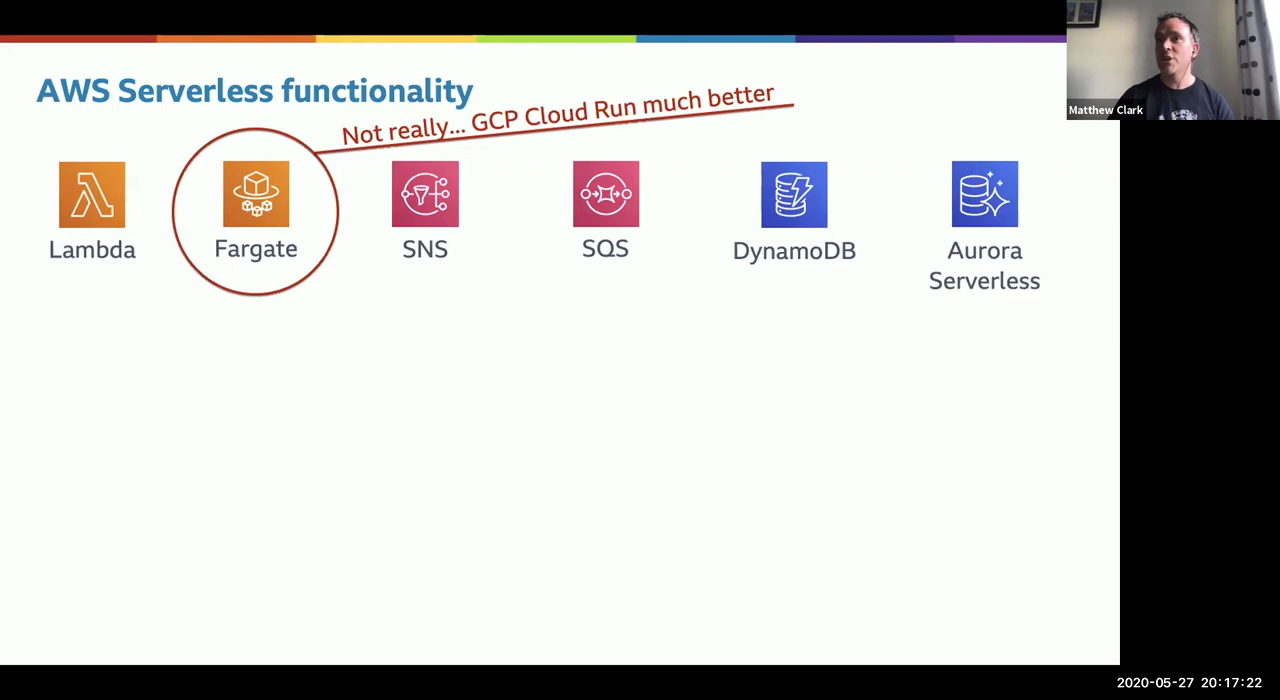 Matthew Clark
AWS Serverless functionality
Not really... GCP Cloud Run much better
Lambda
Fargate
SNS
SQS
DynamoDB
Aurora
Serverless
2020-05-27 20:17:22